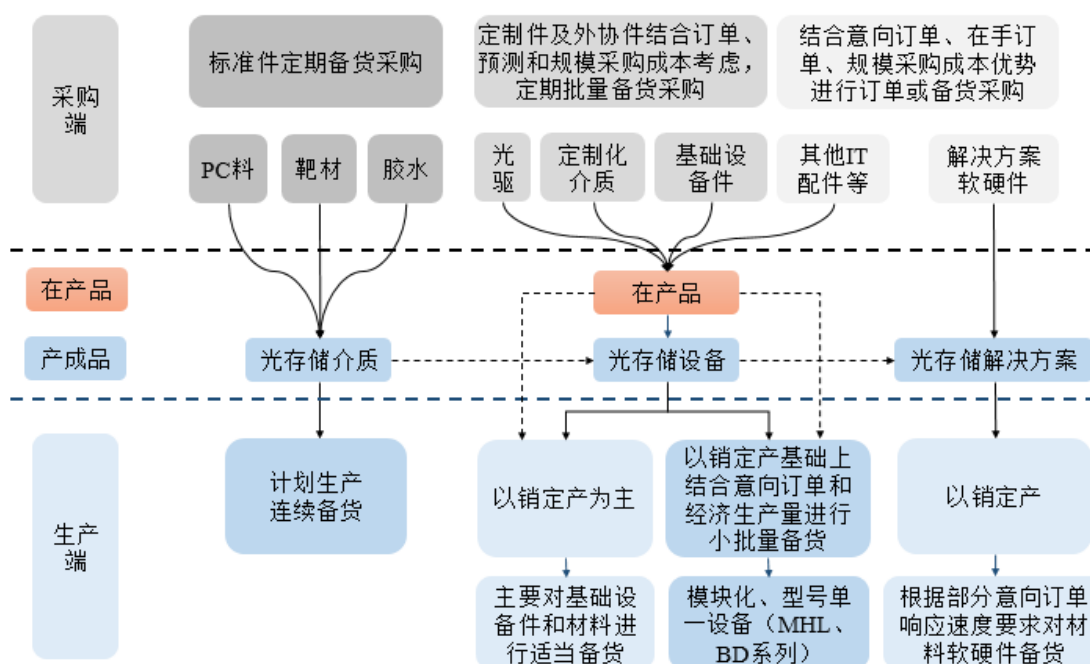 采购
端
标准件定期备货采购
定制件及外协件结合订单、
预测和规模采购成本考虑，
定期批量备货采购
结合意向订单、在手订
单、规模采购成本优势
进行订单或备货采购
PC料
靶材
胶水
光
驱
定制化
介质
基础设
备件
其他IT
配件等
解决方案
软硬件
在产品
在产品
产成品
光存储介质
光存储设备
光存储解决方案
生产
端
计划生产
连续备货
以销定产为主
以销定产基础上
结合意向订单和
经济生产量进行
小批量备货
以销定产
主要对基础设
备件和材料进
行适当备货
模块化、型号单
一设备（MHL、
BD系列）
根据部分意向订单
响应速度要求对材
料软硬件备货